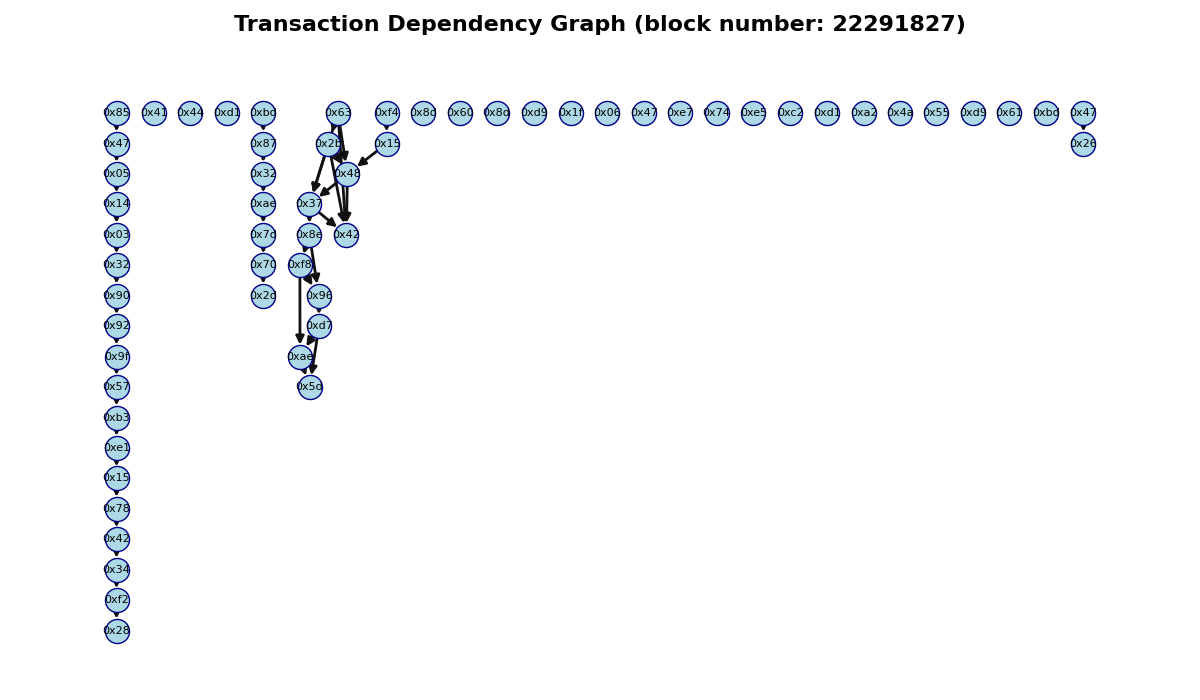 Transaction Dependency Graph (block number: 22291827)
0x85 0x41 0x44 0xd1 0xbd 0x63 0xf4 0x8d 0x60 0x8d 0xd9 0x1f 0x06 0x47 0xe7 0x74 0xe5 0xc2 0xd1 0xa2 0x4a 0x55 0xd9 0x61 0xbd 0x47
0x47 0x87 0x2b 0x15 0x26
0x05 0x32 0x48
0x14 0xae 0x37
0x03 0x7d 0x8e 0x42
0x32 0x70 0xf8
0x90 0x2d 0x96
0x92 0xd7
0x9f 0xae
0x57 0x5d
0xb3
0xe1
0x15
0x78
0x42
0x34
0xf2
0x28